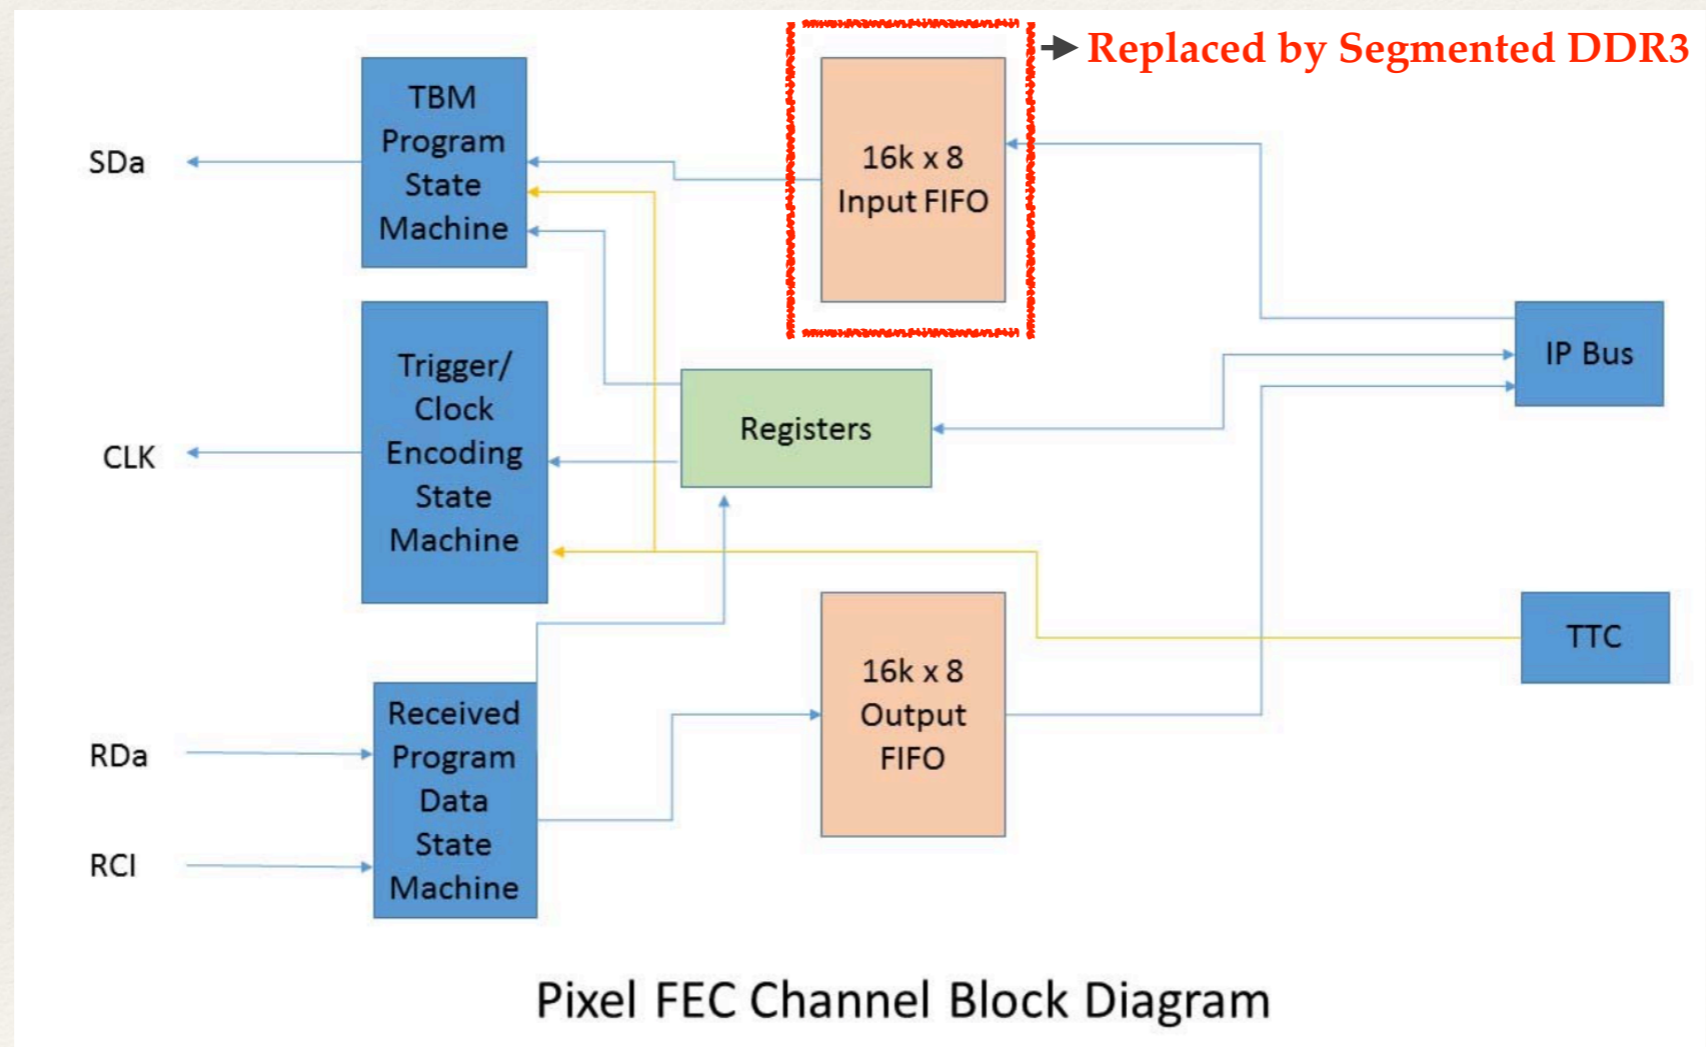 Replaced by Segmented DDR3
TBM
Program
State
Machine
SDa
16k x 8
Input FIFO
IP Bus
Trigger/
Clock
Encoding
State
Machine
CLK
Registers
TTC
16k x 8
Output
FIFO
Received
Program
Data
State
Machine
RDa
RCl
Pixel FEC Channel Block Diagram